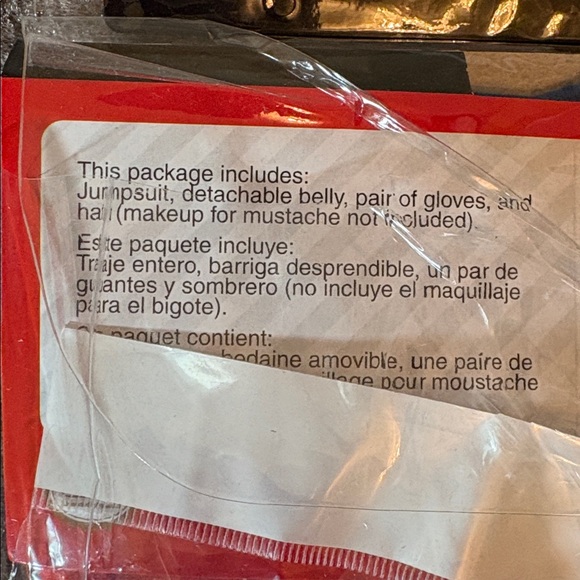 This package includes:
Jumpsuit, detachable belly, pair of gloves, and
hat (makeup for mustache not included).
Este paquete incluye:
Traje entero, barriga desprendible, un par de
guantes y sombrero (no incluye el maquillaje
para el bigote).
paquet contient:
bedaine amovible, une paire de
pour moustache